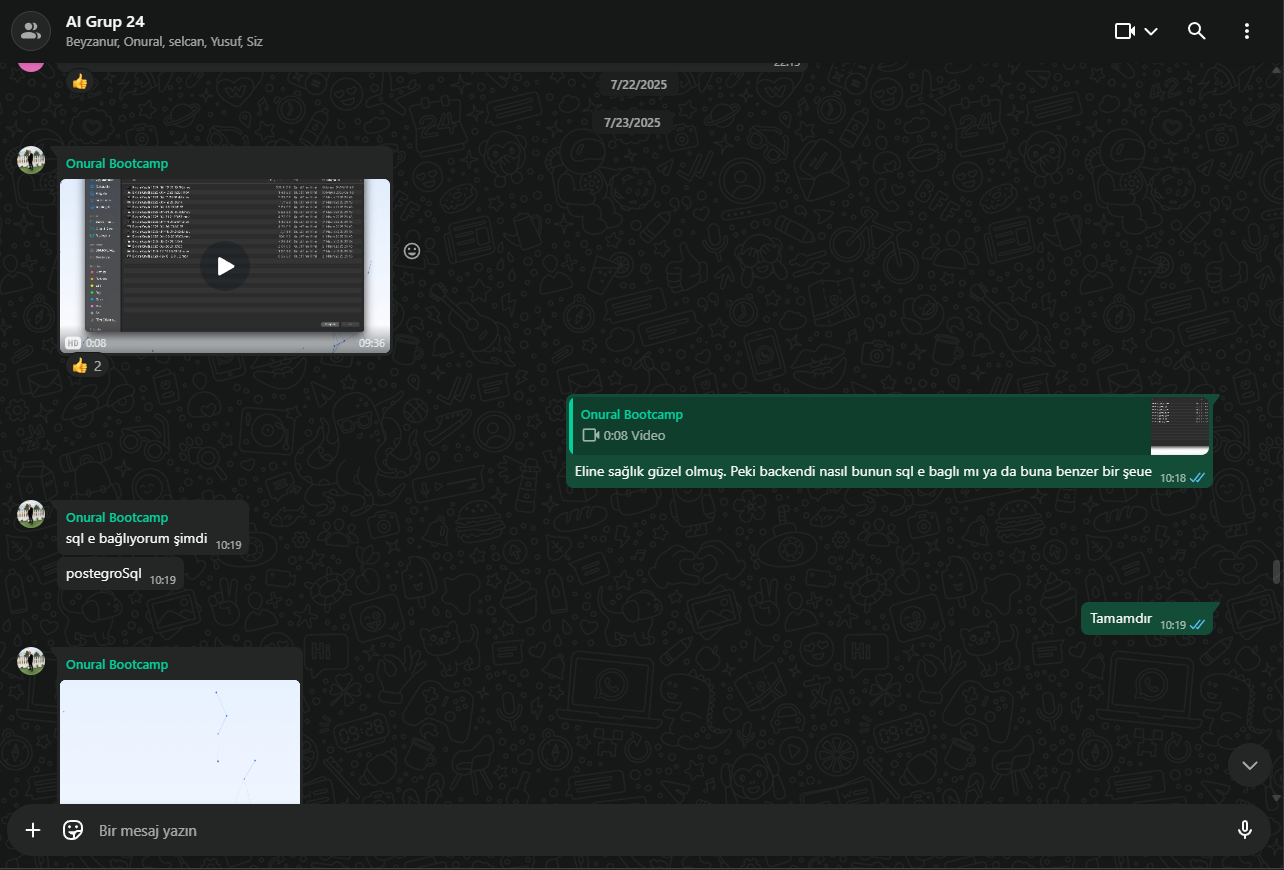 AI Grup 24
Beyzanur, Onural, selcan, Yusuf, Siz
22:15
7/22/2025
7/23/2025
Onural Bootcamp
HD 0:08
09:36
2
Onural Bootcamp
0:08 Video
Eline sağlık güzel olmuş. Peki backendi nasıl bunun sql e baglı mı ya da buna benzer bir şeue
10:18
Onural Bootcamp
sql e bağlıyorum şimdi
10:19
postegroSql
10:19
Tamamdır
10:19
Onural Bootcamp
Bir mesaj yazın